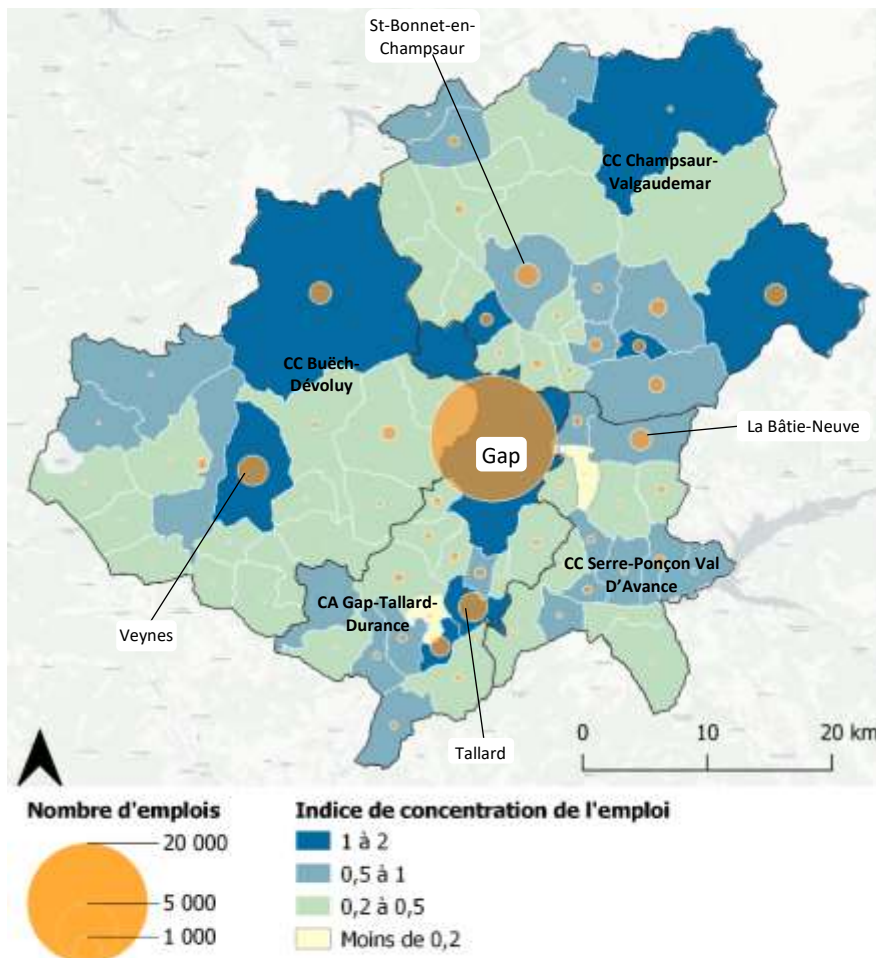 St-Bonnet-en-
Champsaur
CC Champsaur-
Valgaudemar
CC Buëch-
Dévoluy
La Bâtie-Neuve
Gap
CC Serre-Ponçon Val
D’Avance
CA Gap-Tallard-
Durance
Veynes
Tallard
0 10 20 km
Nombre d'emplois
20 000
5 000
1 000
Indice de concentration de l'emploi
1 à 2
0,5 à 1
0,2 à 0,5
Moins de 0,2